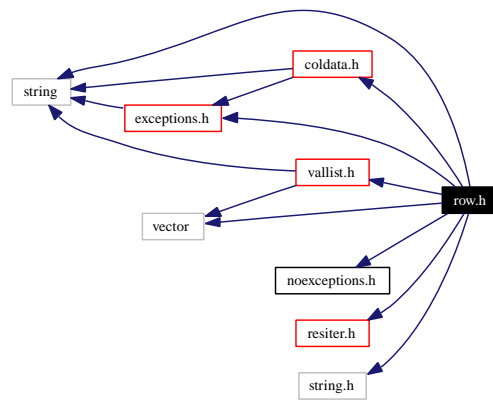 coldata.h
string
exceptions.h
vallist.h
row.h
vector
noexceptions.h
resiter.h
string.h